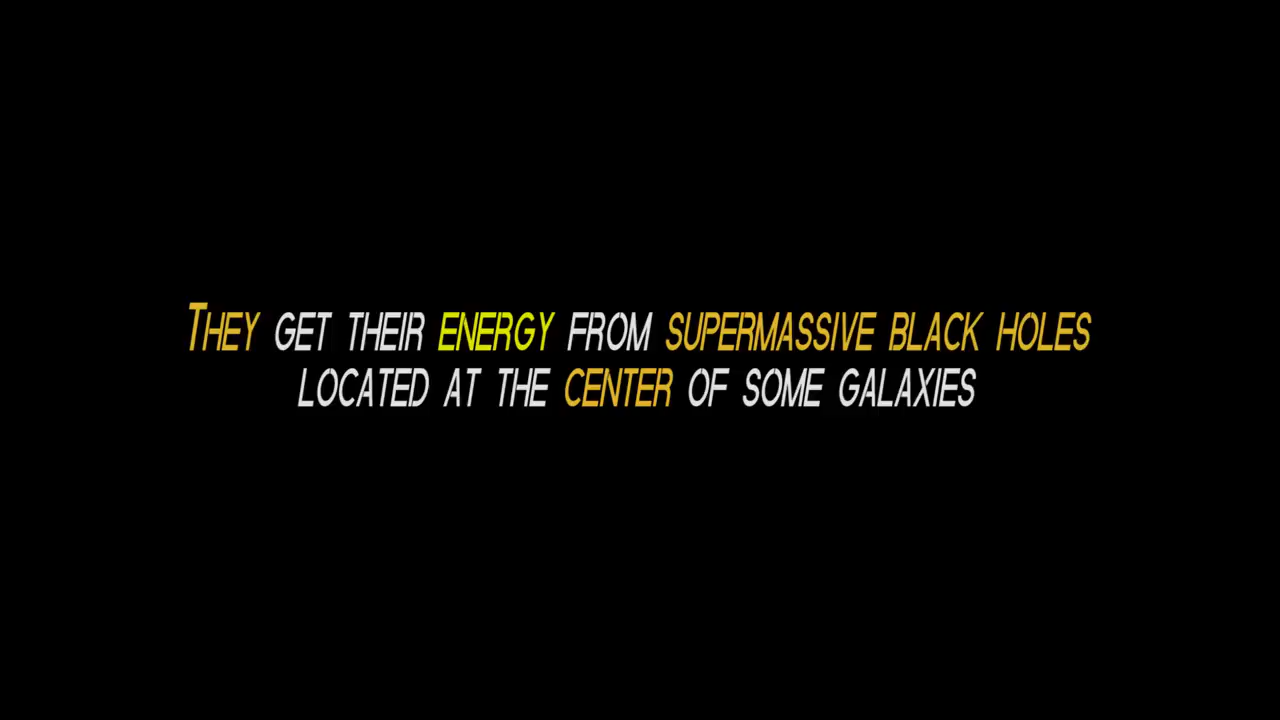 They get their energy from supermassive black holes
located at the center of some galaxies